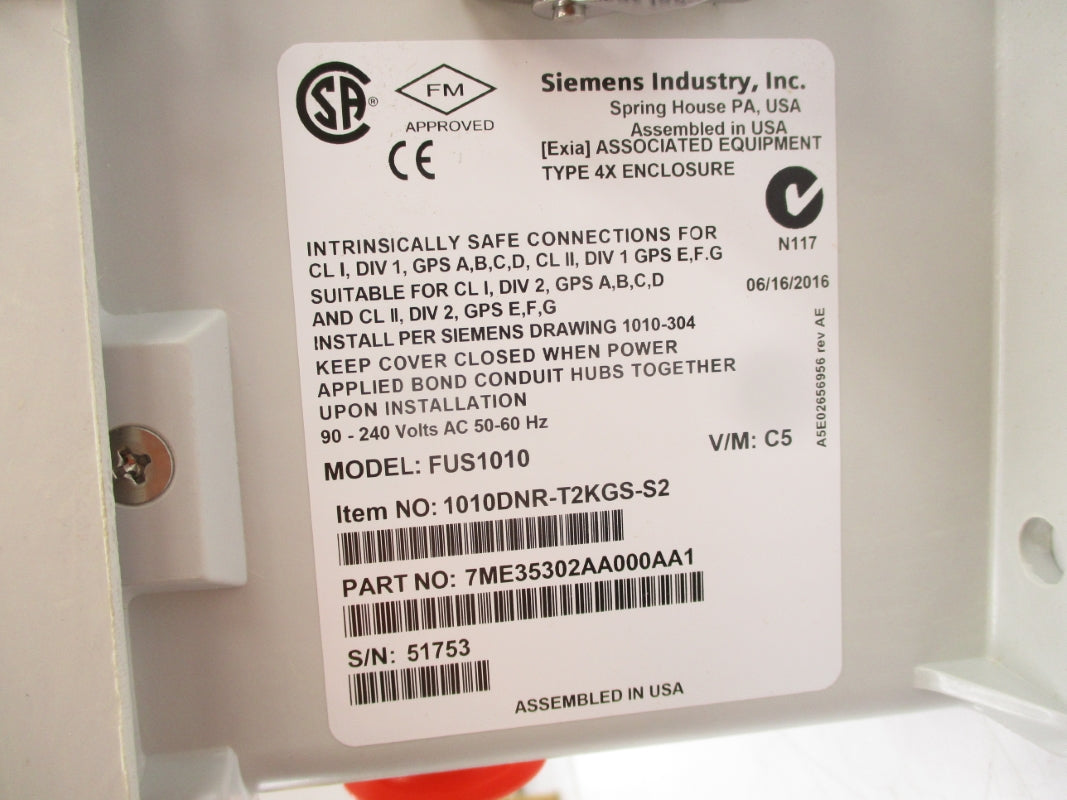 CSA ®
FM
APPROVED
CE
Siemens Industry, Inc.
Spring House PA, USA
Assembled in USA
[Exia] ASSOCIATED EQUIPMENT
TYPE 4X ENCLOSURE
N117
INTRINSICALLY SAFE CONNECTIONS FOR
CL I, DIV 1, GPS A,B,C,D, CL II, DIV 1 GPS E,F.G
SUITABLE FOR CL I, DIV 2, GPS A,B,C,D
AND CL II, DIV 2, GPS E,F,G
06/16/2016
INSTALL PER SIEMENS DRAWING 1010-304
KEEP COVER CLOSED WHEN POWER
APPLIED BOND CONDUIT HUBS TOGETHER
UPON INSTALLATION
90 - 240 Volts AC 50-60 Hz
A5E02656956 rev AE
MODEL: FUS1010
V/M: C5
Item NO: 1010DNR-T2KGS-S2
PART NO: 7ME35302AA000AA1
S/N: 51753
ASSEMBLED IN USA